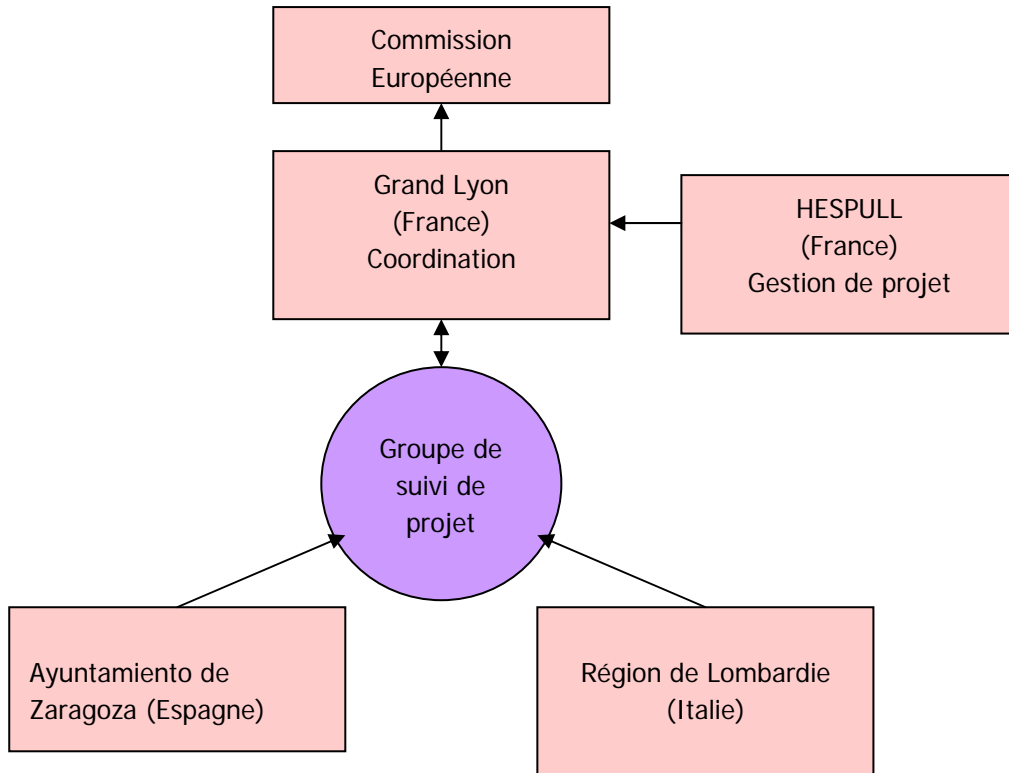 Commission
Européenne
Grand Lyon
(France)
Coordination
HESPULL
(France)
Gestion de projet
Groupe de
suivi de
projet
Ayuntamiento de
Zaragoza (Espagne)
Région de Lombardie
(Italie)